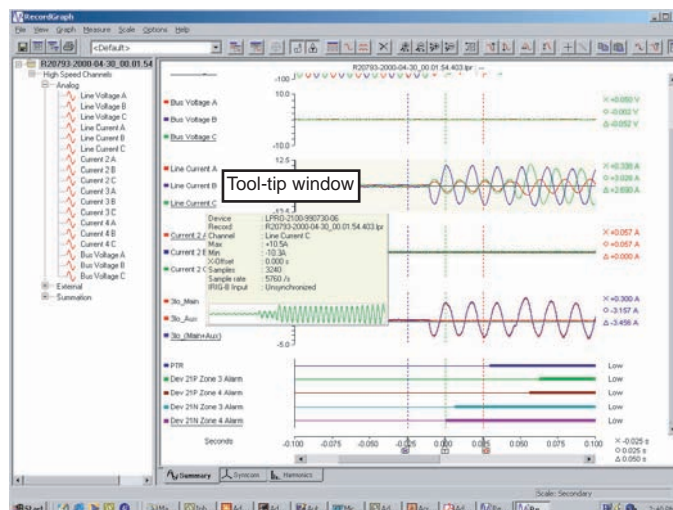 RecordGraph
File View Graph Measure Scale Options Help
<Default>
R20793-2000-04-30_00.01.54
High Speed Channels
Analog
Line Voltage A
Line Voltage B
Line Voltage C
Line Current A
Line Current B
Line Current C
Current 2 A
Current 2 B
Current 2 C
Current 3 A
Current 3 B
Current 3 C
Current 4 A
Current 4 B
Current 4 C
Bus Voltage A
Bus Voltage B
Bus Voltage C
External
Summation
R20793-2000-04-30_00.01.54.403.lpr
-100
Bus Voltage A
Bus Voltage B
Bus Voltage C
10.0
-10.0
X +0.050 V
O -0.002 V
Δ -0.052 V
Line Current A
Line Current B
Line Current C
12.5
Tool-tip window
Device : LPRO-2100-990730-06
Record : R20793-2000-04-30_00.01.54.403.lpr
Channel : Line Current C
Max : +10.5A
Min : -10.3A
X-Offset : 0.000 s
Samples : 3240
Sample rate : 5760 /s
IRIG-B Input : Unsynchronized
Current 2
Current 2
Current 2
X +0.057 A
O +0.057 A
Δ +0.000 A
3Io_Main
3Io_Aux
3Io_(Main+Aux)
-5.0
X +0.300 A
O -3.157 A
Δ -3.456 A
PTR Low
Dev 21P Zone 3 Alarm Low
Dev 21P Zone 4 Alarm Low
Dev 21N Zone 3 Alarm Low
Dev 21N Zone 4 Alarm Low
Seconds -0.100 -0.075 -0.050 -0.025 0.000 0.025 0.050 0.075 0.100
X -0.025 s
O 0.025 s
Δ 0.050 s
Summary Symcom Harmonics
Scale: Secondary